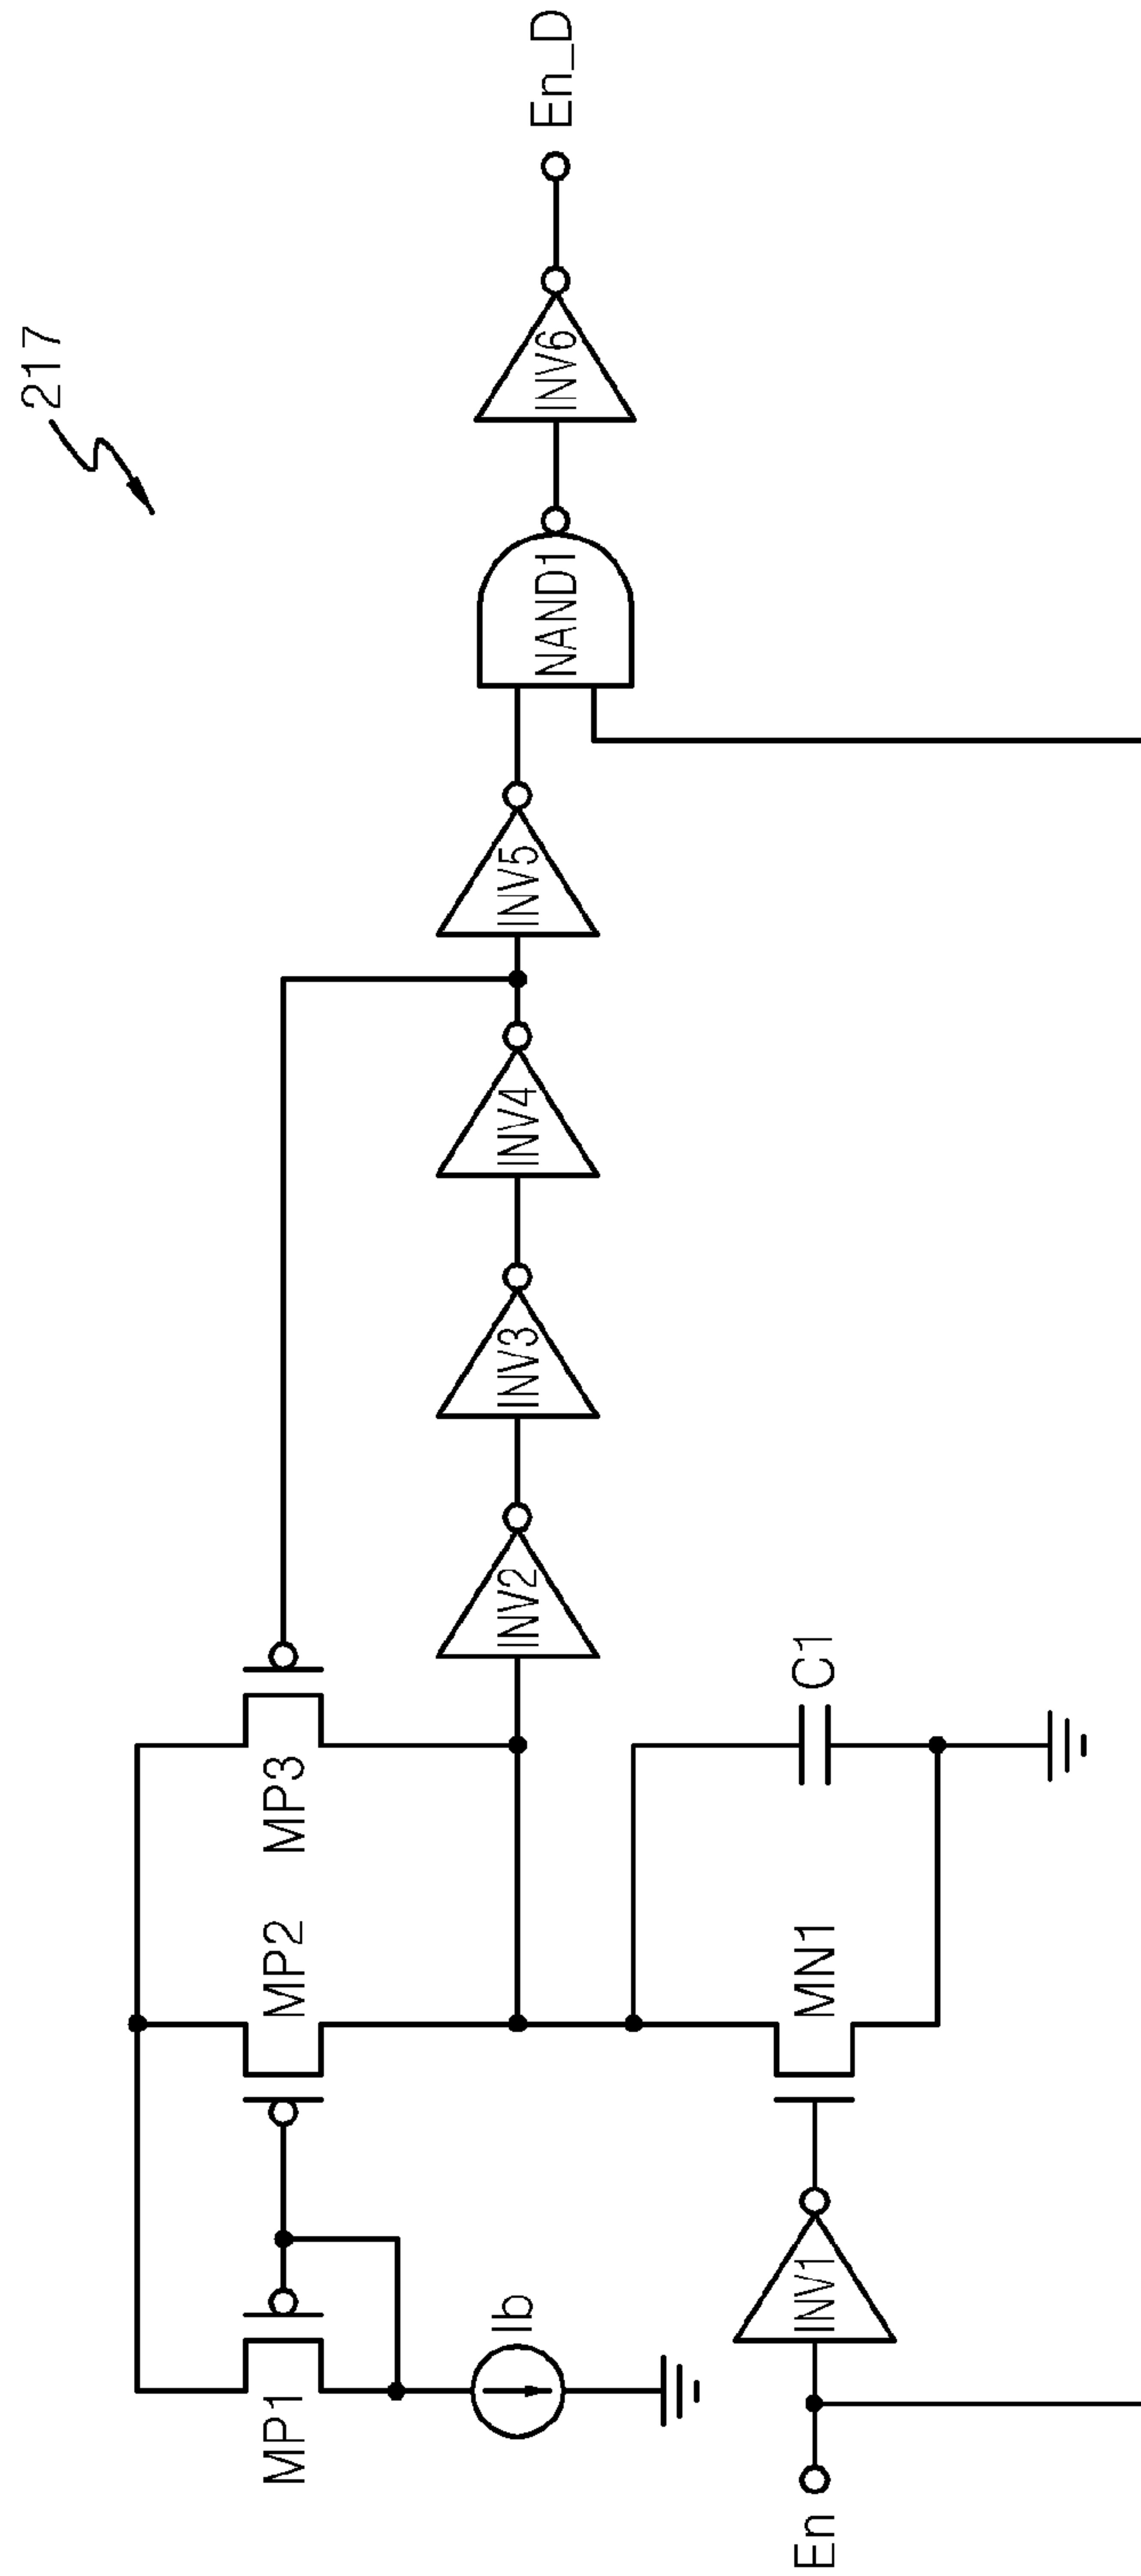 217
MP1
MP2
MP3
Ib
INV2
INV3
INV4
INV5
NAND1
INV6
En_D
En
INV1
MN1
C1